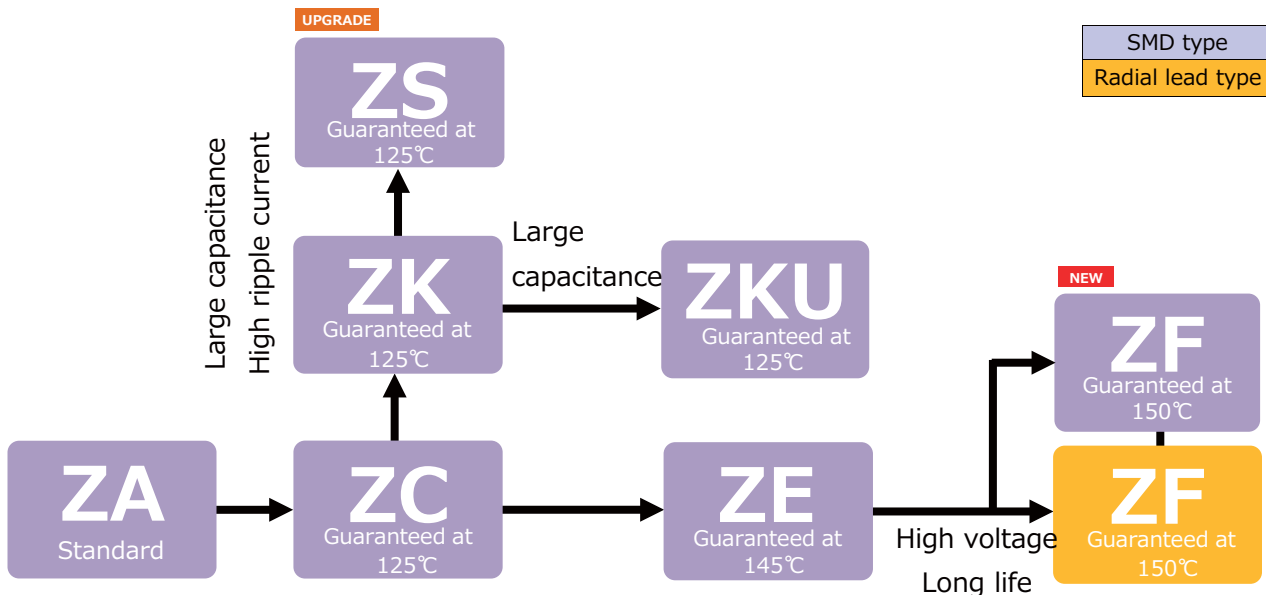 UPGRADE
ZS
Guaranteed at
125℃
SMD type
Radial lead type
Large capacitance
High ripple current
ZK
Guaranteed at
125℃
Large
capacitance
ZKU
Guaranteed at
125℃
NEW
ZF
Guaranteed at
150℃
ZA
Standard
ZC
Guaranteed at
125℃
ZE
Guaranteed at
145℃
High voltage
Long life
ZF
Guaranteed at
150℃